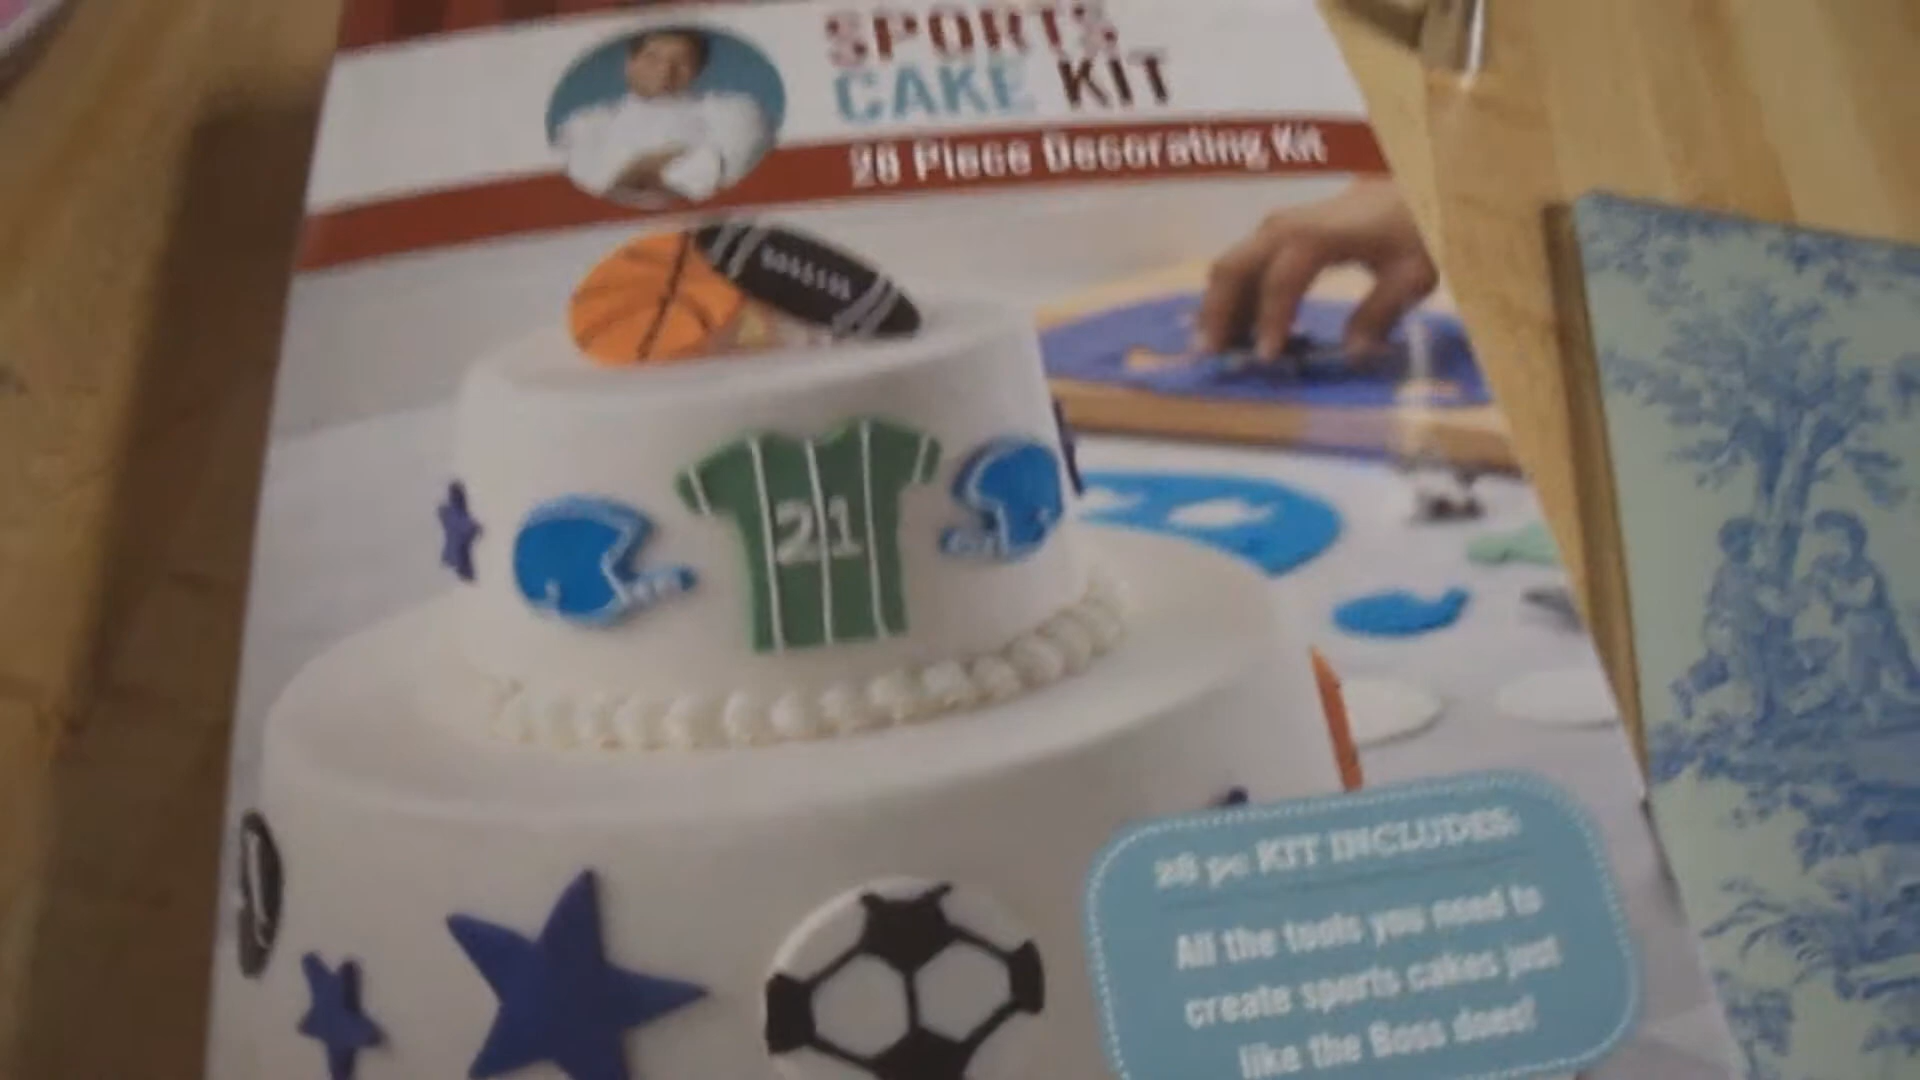 SPORTS
CAKE KIT
28 Piece Decorating Kit
21
28 pc KIT INCLUDES:
All the tools you need to
create sports cakes just
like the Boss does!